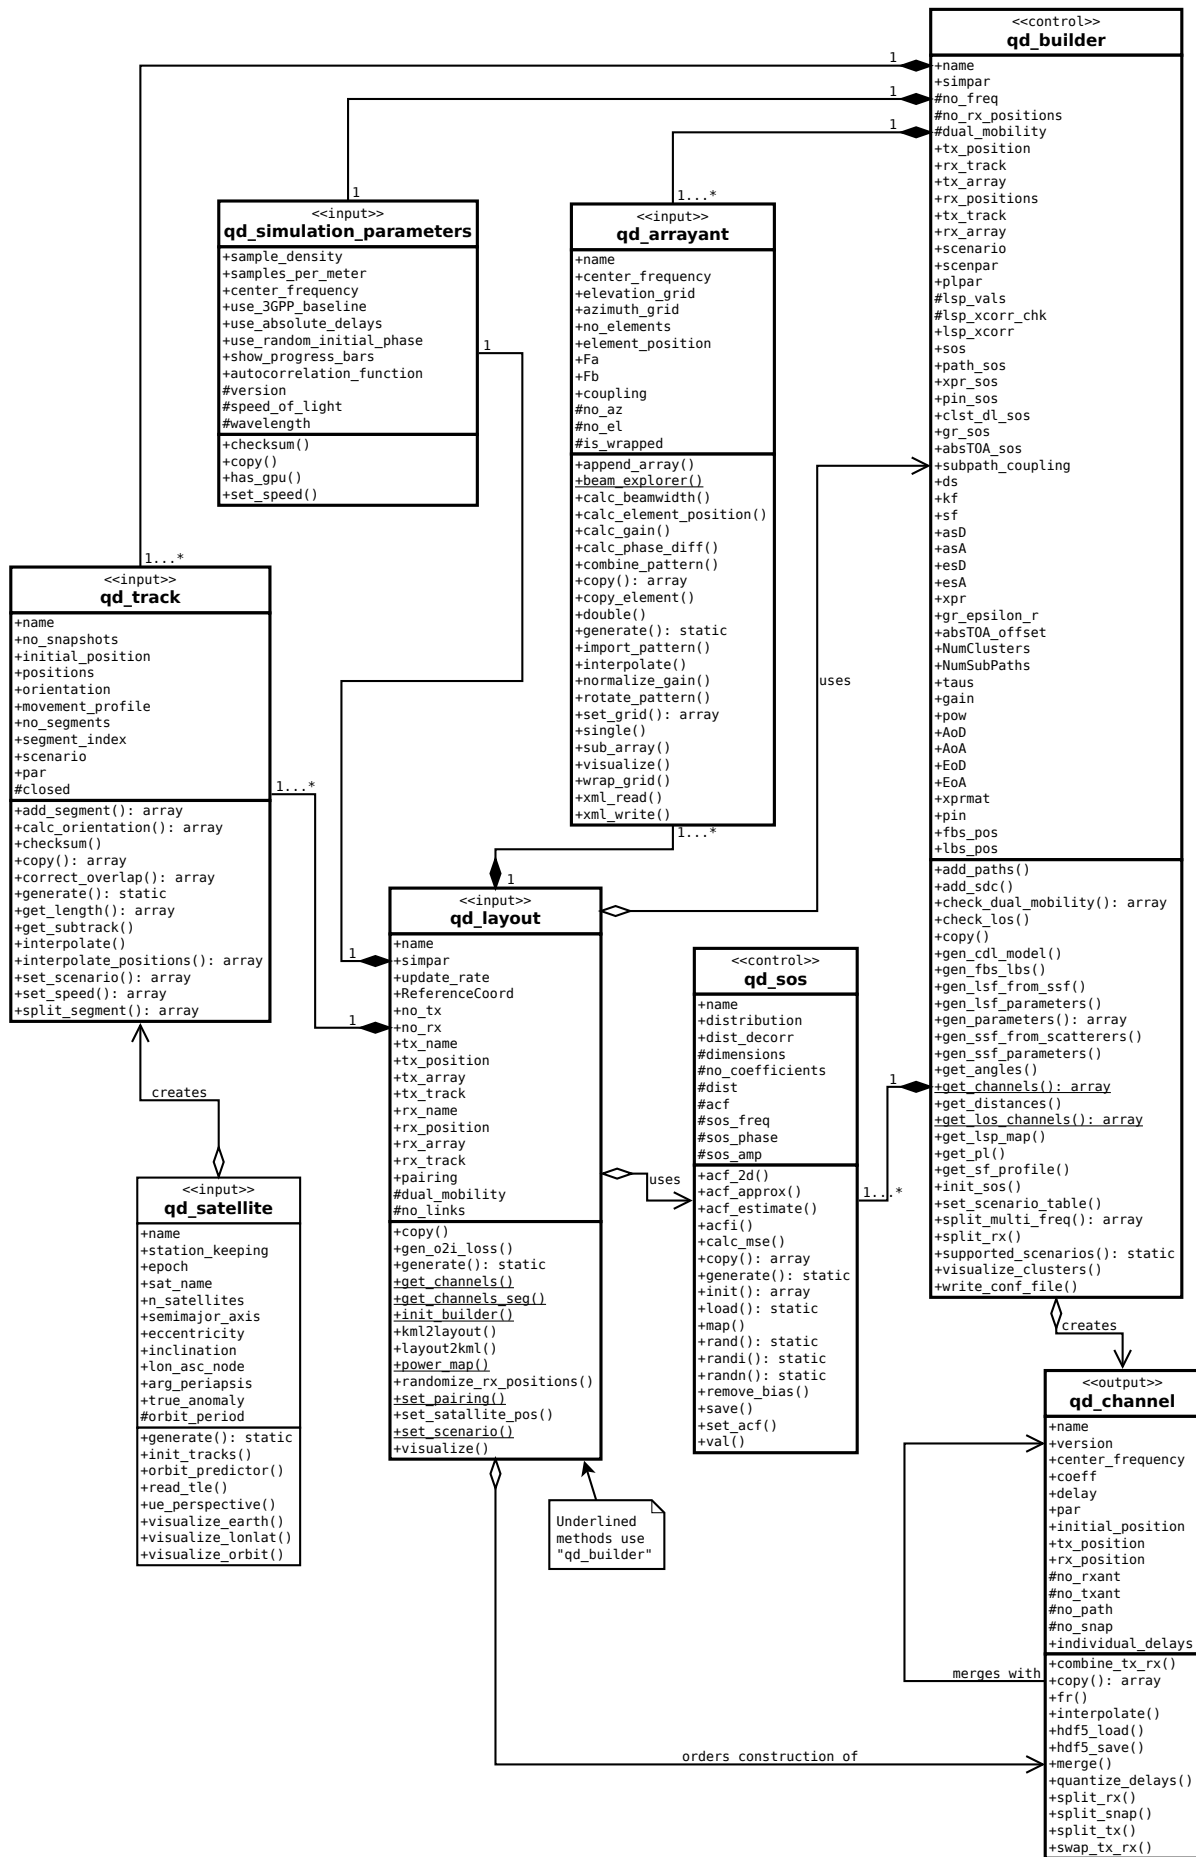 <<control>>
qd_builder
+name
+simpar
#no_freq
#no_rx_positions
#dual_mobility
+tx_position
+rx_track
+tx_array
+rx_positions
+tx_track
+rx_array
+scenario
+scenpar
+plpar
#lsp_vals
#lsp_xcorr_chk
+lsp_xcorr
+sos
+path_sos
+xpr_sos
+pin_sos
+clst_dl_sos
+gr_sos
+absTOA_sos
+subpath_coupling
+ds
+kf
+sf
+asD
+asA
+esD
+esA
+xpr
+gr_epsilon_r
+absTOA_offset
+NumClusters
+NumSubPaths
+taus
+gain
+pow
+AoD
+AoA
+EoD
+EoA
+xprmat
+pin
+fbs_pos
+lbs_pos
+add_paths()
+add_sdc()
+check_dual_mobility(): array
+check_los()
+copy()
+gen_cdl_model()
+gen_fbs_lbs()
+gen_lsf_from_ssf()
+gen_lsf_parameters()
+gen_parameters(): array
+gen_ssf_from_scatterers()
+gen_ssf_parameters()
+get_angles()
+get_channels(): array
+get_distances()
+get_los_channels(): array
+get_lsp_map()
+get_pl()
+get_sf_profile()
+init_sos()
+set_scenario_table()
+split_multi_freq(): array
+split_rx()
+supported_scenarios(): static
+visualize_clusters()
+write_conf_file()
1
1
1
1
1...*
<<input>>
qd_simulation_parameters
+sample_density
+samples_per_meter
+center_frequency
+use_3GPP_baseline
+use_absolute_delays
+use_random_initial_phase
+show_progress_bars
+autocorrelation_function
#version
#speed_of_light
#wavelength
+checksum()
+copy()
+has_gpu()
+set_speed()
1
<<input>>
qd_arrayant
+name
+center_frequency
+elevation_grid
+azimuth_grid
+no_elements
+element_position
+Fa
+Fb
+coupling
#no_az
#no_el
#is_wrapped
+append_array()
+beam_explorer()
+calc_beamwidth()
+calc_element_position()
+calc_gain()
+calc_phase_diff()
+combine_pattern()
+copy(): array
+copy_element()
+double()
+generate(): static
+import_pattern()
+interpolate()
+normalize_gain()
+rotate_pattern()
+set_grid(): array
+single()
+sub_array()
+visualize()
+wrap_grid()
+xml_read()
+xml_write()
1...*
1
uses
1...*
<<input>>
qd_track
+name
+no_snapshots
+initial_position
+positions
+orientation
+movement_profile
+no_segments
+segment_index
+scenario
+par
#closed
+add_segment(): array
+calc_orientation(): array
+checksum()
+copy(): array
+correct_overlap(): array
+generate(): static
+get_length(): array
+get_subtrack()
+interpolate()
+interpolate_positions(): array
+set_scenario(): array
+set_speed(): array
+split_segment(): array
1...*
1
1
creates
<<input>>
qd_satellite
+name
+station_keeping
+epoch
+sat_name
+n_satellites
+semimajor_axis
+eccentricity
+inclination
+lon_asc_node
+arg_periapsis
+true_anomaly
#orbit_period
+generate(): static
+init_tracks()
+orbit_predictor()
+read_tle()
+ue_perspective()
+visualize_earth()
+visualize_lonlat()
+visualize_orbit()
<<input>>
qd_layout
+name
+simpar
+update_rate
+ReferenceCoord
+no_tx
+no_rx
+tx_name
+tx_position
+tx_array
+tx_track
+rx_name
+rx_position
+rx_array
+rx_track
+pairing
#dual_mobility
#no_links
+copy()
+gen_o2i_loss()
+generate(): static
+get_channels()
+get_channels_seg()
+init_builder()
+kml2layout()
+layout2kml()
+power_map()
+randomize_rx_positions()
+set_pairing()
+set_satallite_pos()
+set_scenario()
+visualize()
uses
<<control>>
qd_sos
+name
+distribution
+dist_decorr
#dimensions
#no_coefficients
#dist
#acf
#sos_freq
#sos_phase
#sos_amp
+acf_2d()
+acf_approx()
+acf_estimate()
+acfi()
+calc_mse()
+copy(): array
+generate(): static
+init(): array
+load(): static
+map()
+rand(): static
+randi(): static
+randn(): static
+remove_bias()
+save()
+set_acf()
+val()
1
1...*
Underlined
methods use
"qd_builder"
creates
<<output>>
qd_channel
+name
+version
+center_frequency
+coeff
+delay
+par
+initial_position
+tx_position
+rx_position
#no_rxant
#no_txant
#no_path
#no_snap
+individual_delays
+combine_tx_rx()
+copy(): array
+fr()
+interpolate()
+hdf5_load()
+hdf5_save()
+merge()
+quantize_delays()
+split_rx()
+split_snap()
+split_tx()
+swap_tx_rx()
merges with
orders construction of